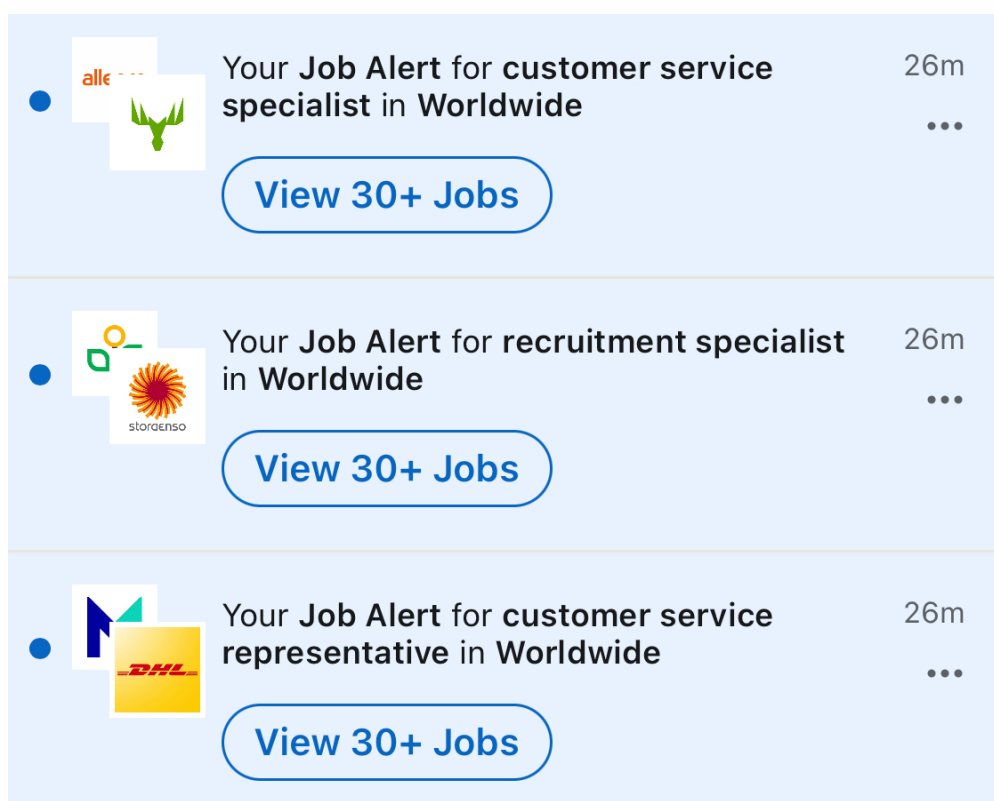 Your Job Alert for customer service
specialist in Worldwide
26m
View 30+ Jobs
storaenso
Your Job Alert for recruitment specialist
in Worldwide
26m
View 30+ Jobs
DHL
Your Job Alert for customer service
representative in Worldwide
26m
View 30+ Jobs